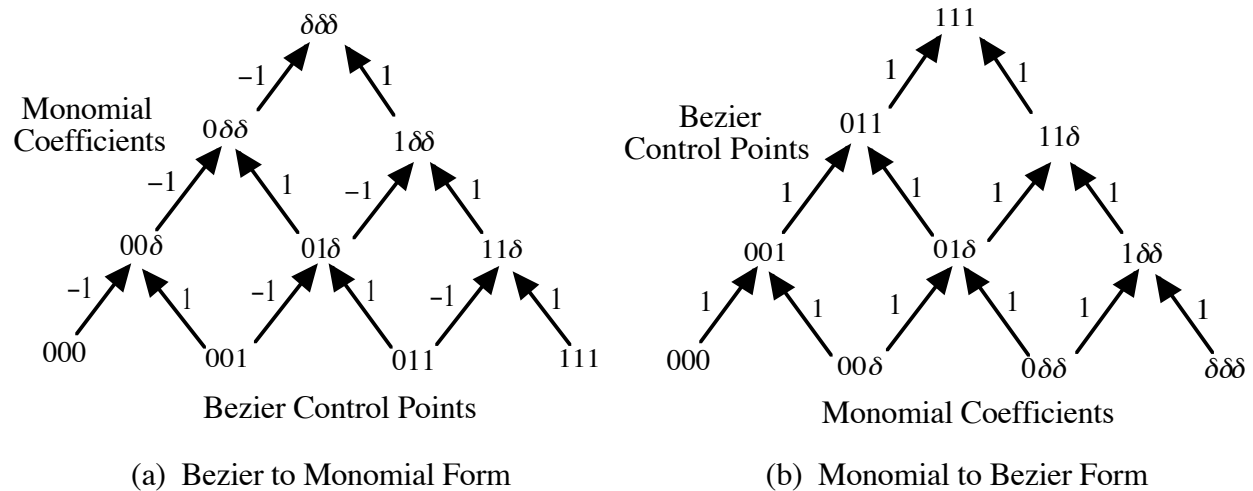 δδδ
−1 1
Monomial
Coefficients
0δδ 1δδ
−1 1 −1 1
00δ 01δ 11δ
−1 1 −1 1 −1 1
000 001 011 111
Bezier Control Points
(a) Bezier to Monomial Form
111
1 1
Bezier
Control Points
011 11δ
1 1 1 1
001 01δ 1δδ
1 1 1 1 1 1
000 00δ 0δδ δδδ
Monomial Coefficients
(b) Monomial to Bezier Form